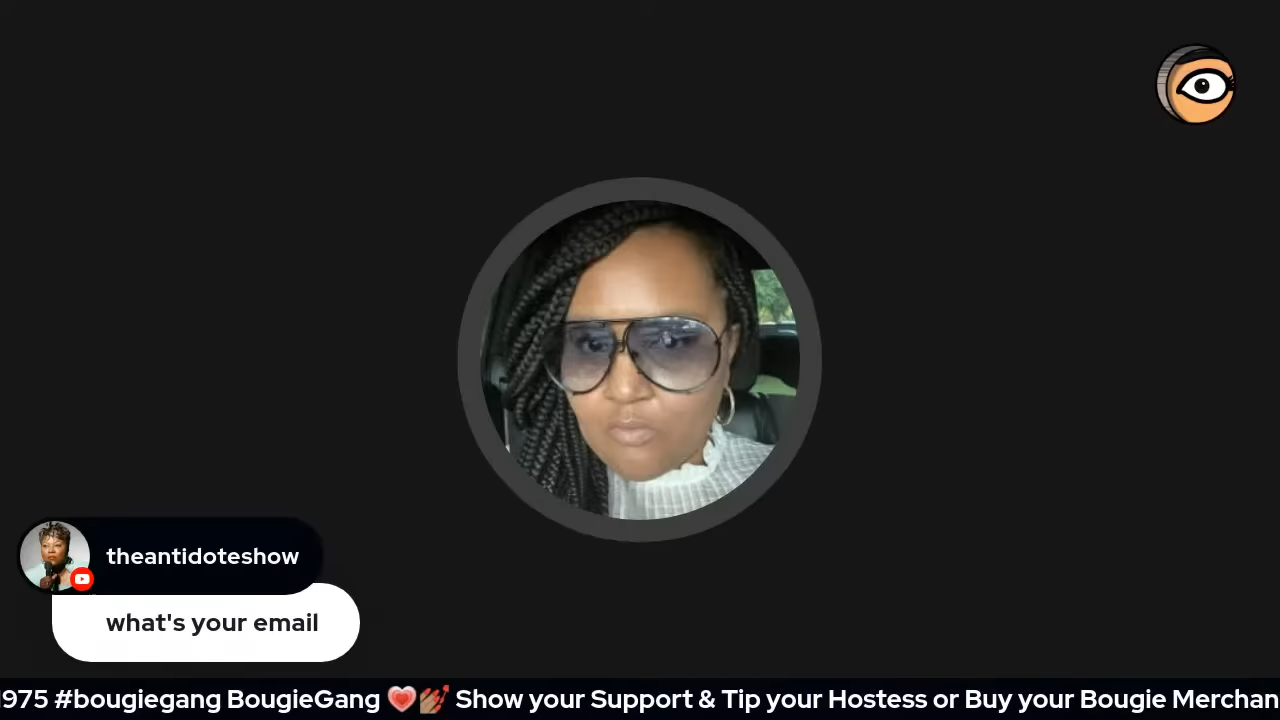 theantidoteshow
what's your email
975 #bougiegang BougieGang ❤️💅🏾 Show your Support & Tip your Hostess or Buy your Bougie Merchan